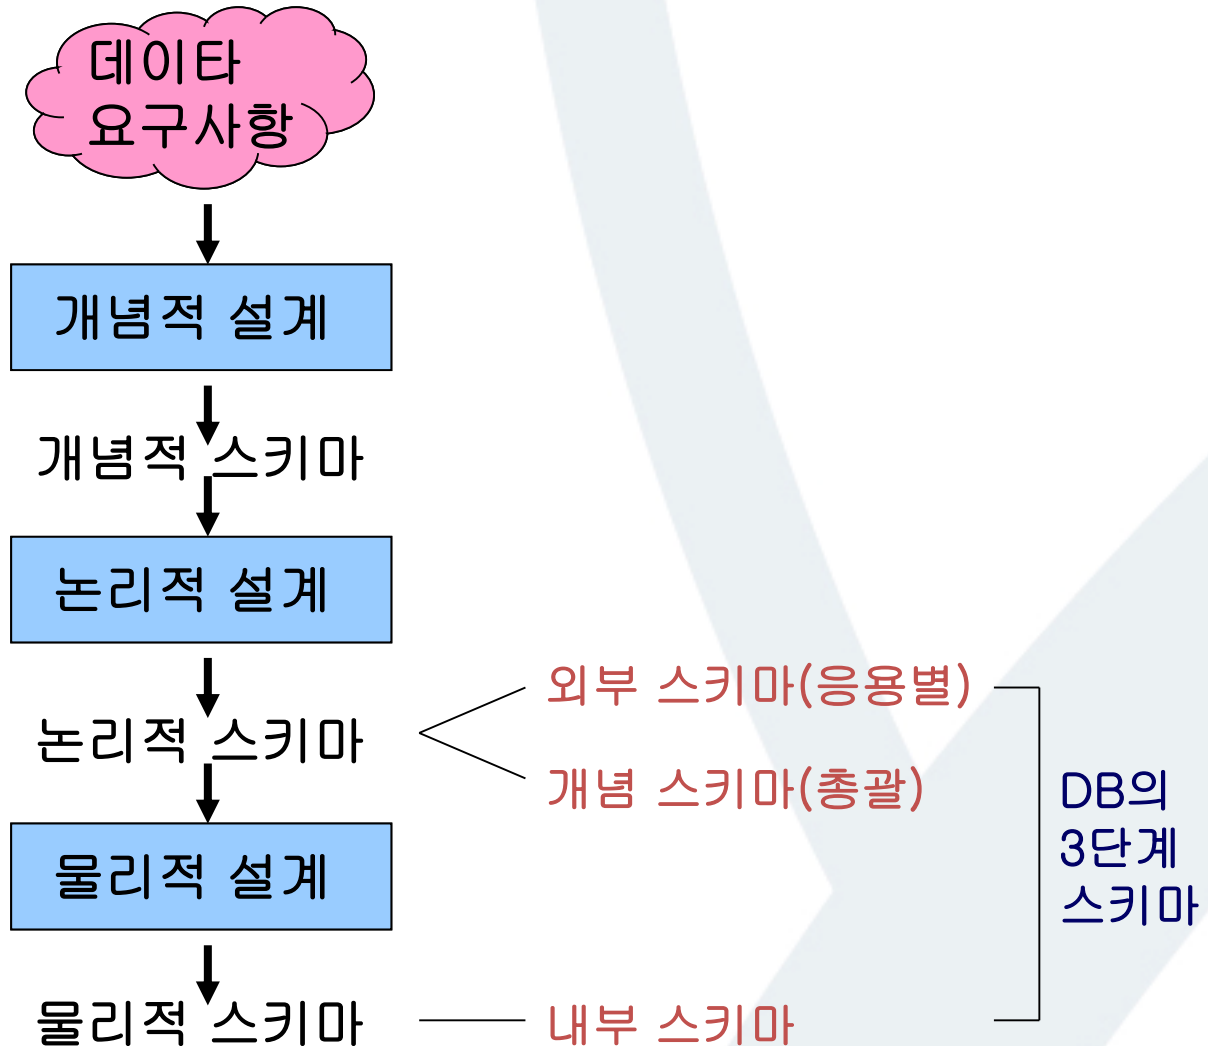 데이타
요구사항
개념적 설계
개념적 스키마
논리적 설계
논리적 스키마
외부 스키마(응용별)
개념 스키마(총괄)
DB의
3단계
스키마
물리적 설계
물리적 스키마
내부 스키마